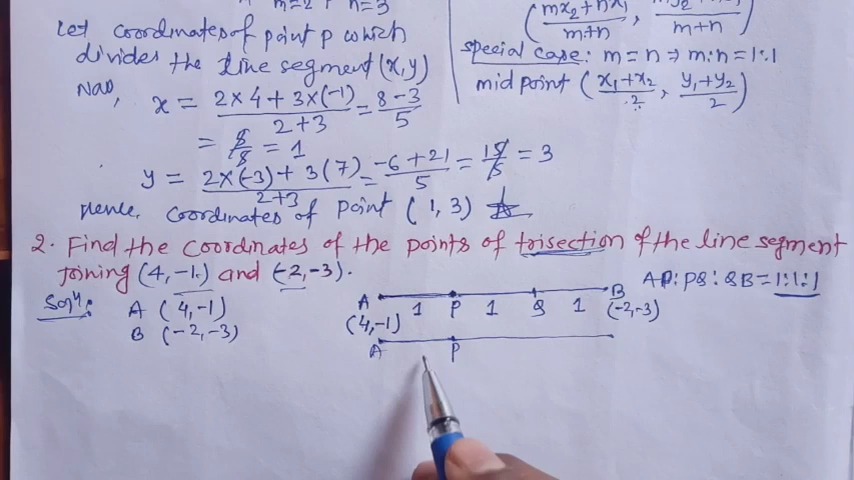 m=2, n=3
Let coordinates of point p which
divides the Line segment (x,y)
Now,
x = 2×4+3×(-1)/2+3 = 8-3/5
= 5/5 = 1
y = 2×(-3)+3(7)/2+3 = -6+21/5 = 15/5 = 3
Hence, coordinates of point (1,3)
(mx2+nx1/m+n, my2/m+n)
special case: m=n ⇒ m:n = 1:1
mid point (x1+x2/2, y1+y2/2)
2. Find the coordinates of the points of trisection of the line segment
joining (4,-1) and (-2,-3).
Soln: A (4,-1)
B (-2,-3)
A 1 P 1 Q 1 B
(4,-1) (-2,-3)
AP:PQ:QB = 1:1:1
A P